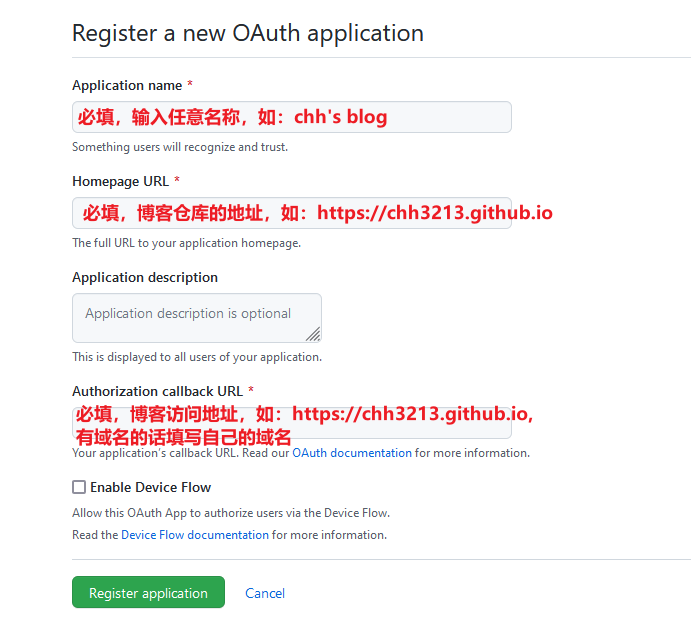 Register a new OAuth application
Application name *
必填，输入任意名称，如：chh's blog
Something users will recognize and trust.
Homepage URL *
必填，博客仓库的地址，如：https://chh3213.github.io
The full URL to your application homepage.
Application description
Application description is optional
This is displayed to all users of your application.
Authorization callback URL *
必填，博客访问地址，如：https://chh3213.github.io,
有域名的话填写自己的域名
Your application's callback URL. Read our OAuth documentation for more information.
Enable Device Flow
Allow this OAuth App to authorize users via the Device Flow.
Read the Device Flow documentation for more information.
Register application
Cancel